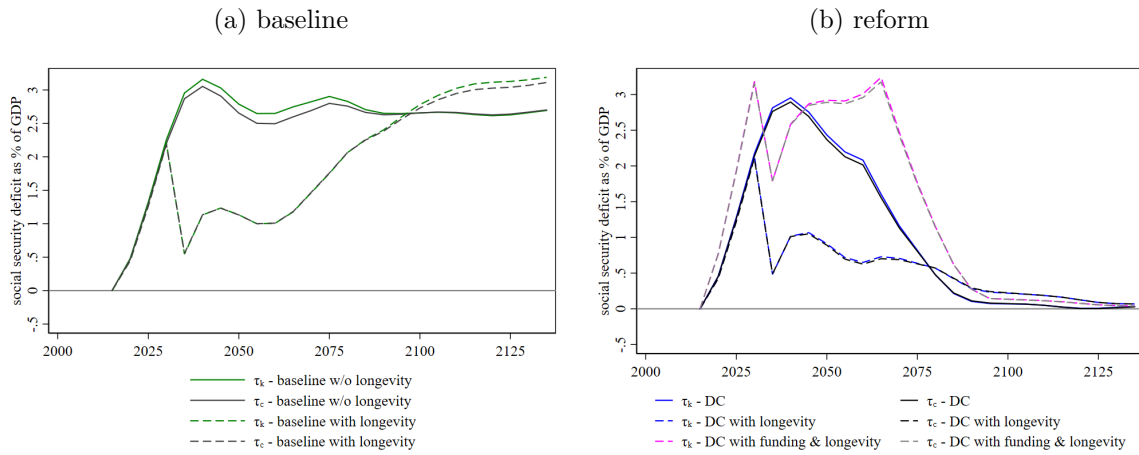 (a) baseline
(b) reform
social security deficit as % of GDP
3
2.5
2
1.5
1
.5
0
-.5
2000
2025
2050
2075
2100
2125
τk - baseline w/o longevity
τc - baseline w/o longevity
τk - baseline with longevity
τc - baseline with longevity
social security deficit as % of GDP
3
2.5
2
1.5
1
.5
0
-.5
2000
2025
2050
2075
2100
2125
τk - DC
τc - DC
τk - DC with longevity
τc - DC with longevity
τk - DC with funding & longevity
τc - DC with funding & longevity